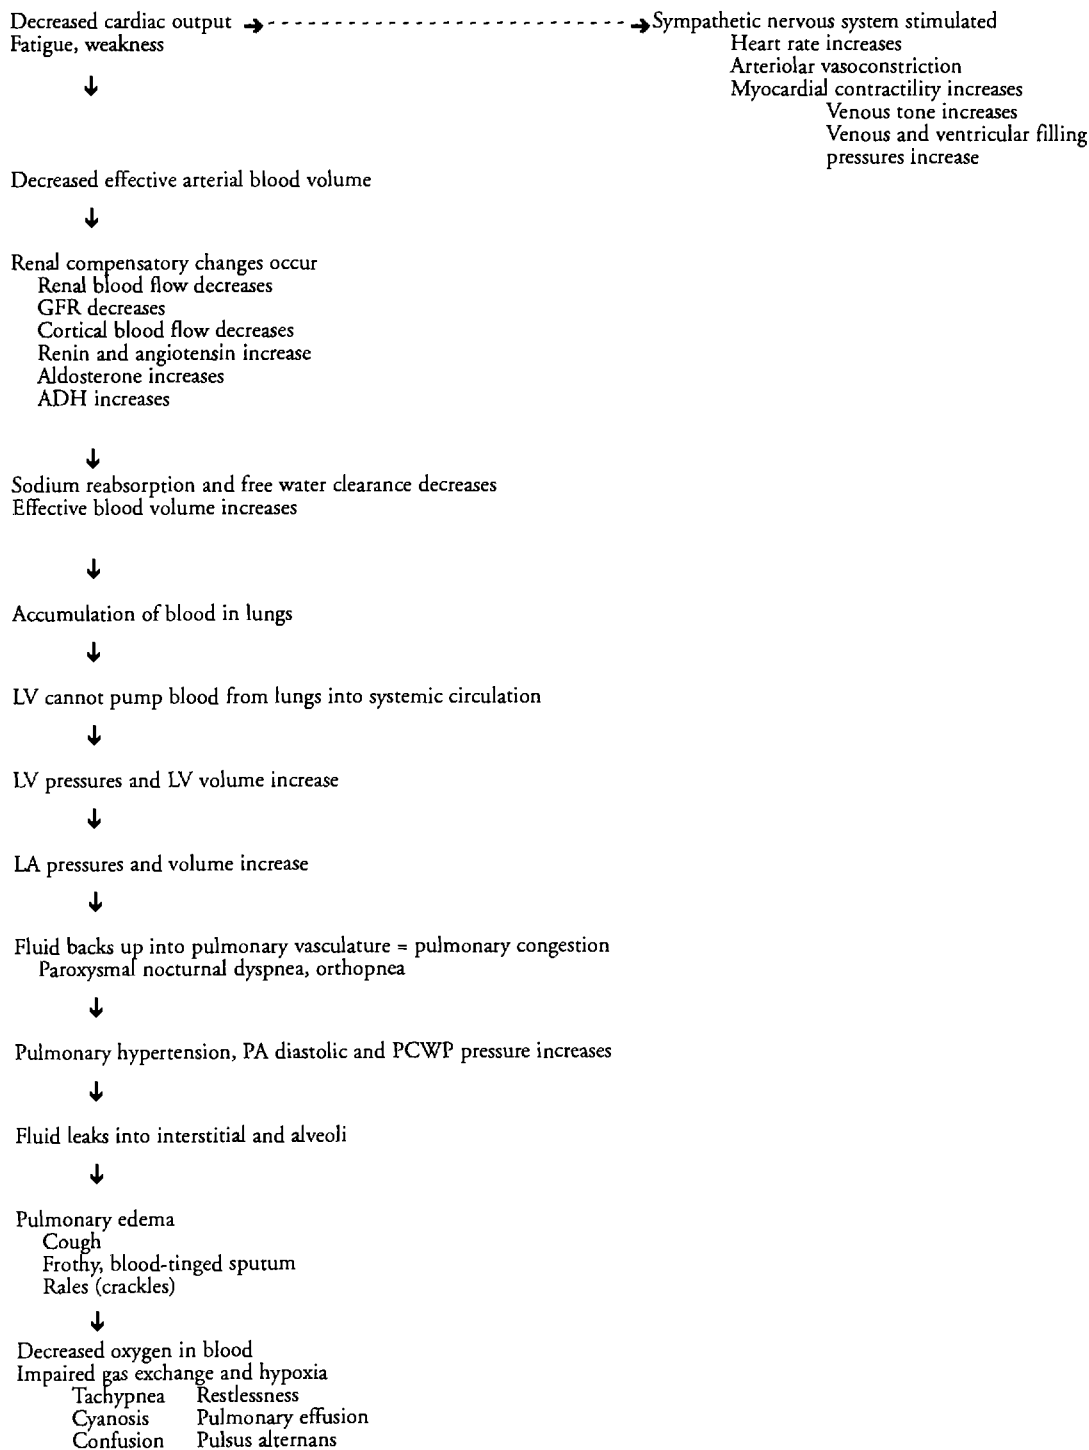 Decreased cardiac output → - - - - - - - - - - - - - - - - - - - - - - - - - - - → Sympathetic nervous system stimulated
Fatigue, weakness
Heart rate increases
Arteriolar vasoconstriction
↓
Myocardial contractility increases
Venous tone increases
Venous and ventricular filling
pressures increase
Decreased effective arterial blood volume
↓
Renal compensatory changes occur
Renal blood flow decreases
GFR decreases
Cortical blood flow decreases
Renin and angiotensin increase
Aldosterone increases
ADH increases
↓
Sodium reabsorption and free water clearance decreases
Effective blood volume increases
↓
Accumulation of blood in lungs
↓
LV cannot pump blood from lungs into systemic circulation
↓
LV pressures and LV volume increase
↓
LA pressures and volume increase
↓
Fluid backs up into pulmonary vasculature = pulmonary congestion
Paroxysmal nocturnal dyspnea, orthopnea
↓
Pulmonary hypertension, PA diastolic and PCWP pressure increases
↓
Fluid leaks into interstitial and alveoli
↓
Pulmonary edema
Cough
Frothy, blood-tinged sputum
Rales (crackles)
↓
Decreased oxygen in blood
Impaired gas exchange and hypoxia
Tachypnea Restlessness
Cyanosis Pulmonary effusion
Confusion Pulsus alternans